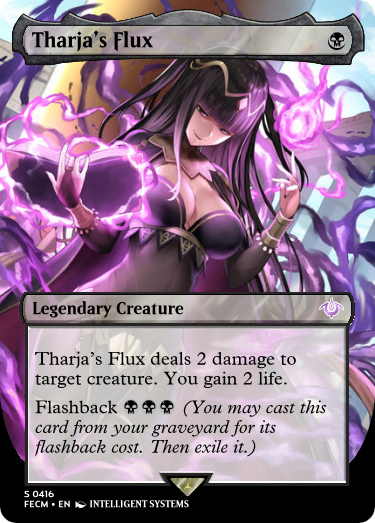 Tharja's Flux
Legendary Creature
Tharja's Flux deals 2 damage to
target creature. You gain 2 life.
Flashback (You may cast this
card from your graveyard for its
flashback cost. Then exile it.)
S 0416
FECM • EN INTELLIGENT SYSTEMS